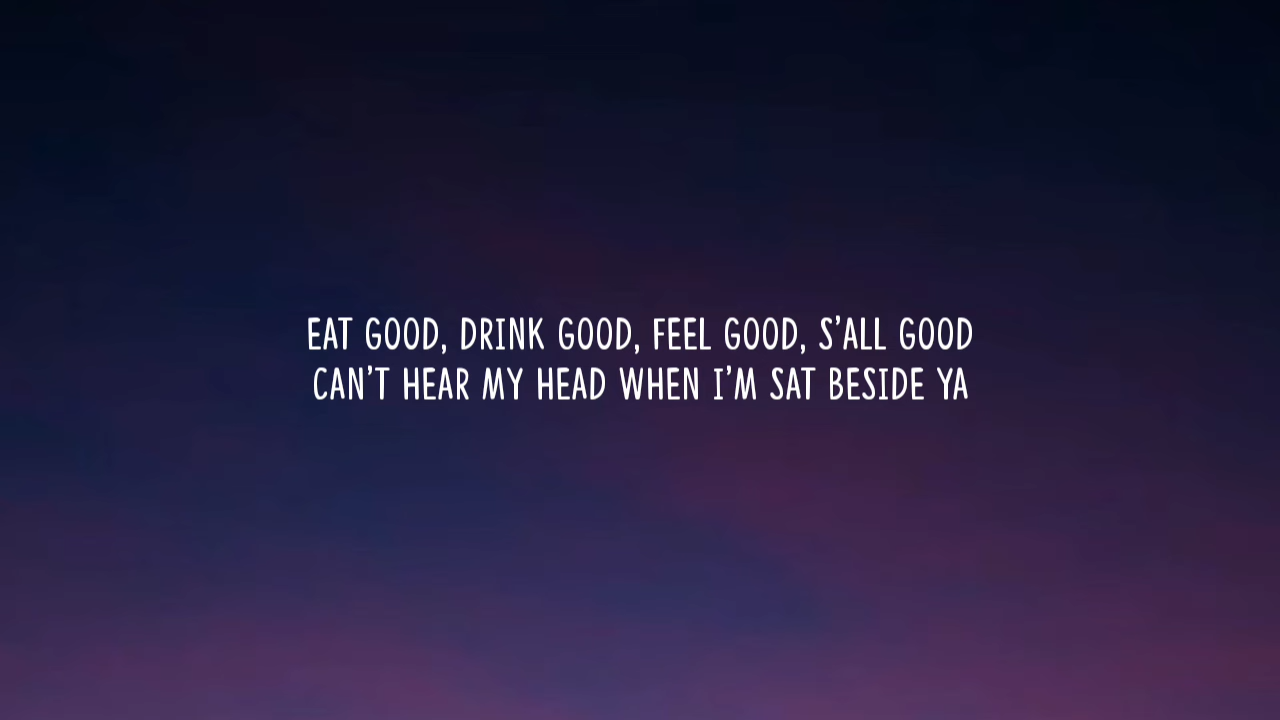 EAT GOOD, DRINK GOOD, FEEL GOOD, S'ALL GOOD
CAN'T HEAR MY HEAD WHEN I'M SAT BESIDE YA